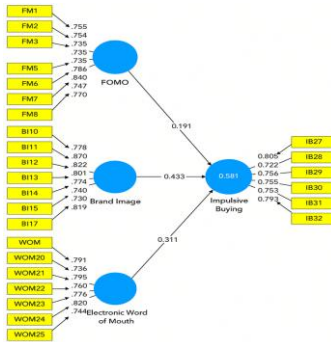 FM1
FM2
FM3
FM5
FM6
FM7
FM8
.755
.754
.735
.735
.735
.786
.840
.747
.770
FOMO
0.191
BI10
BI11
BI12
BI13
BI14
BI15
BI17
.778
.870
.822
.801
.774
.740
.730
.819
Brand Image
0.433
0.581
Impulsive
Buying
0.805
0.722
0.756
0.755
0.753
0.793
IB27
IB28
IB29
IB30
IB31
IB32
0.311
WOM
WOM20
WOM21
WOM22
WOM23
WOM24
WOM25
.791
.736
.795
.760
.776
.820
.744
Electronic Word
of Mouth